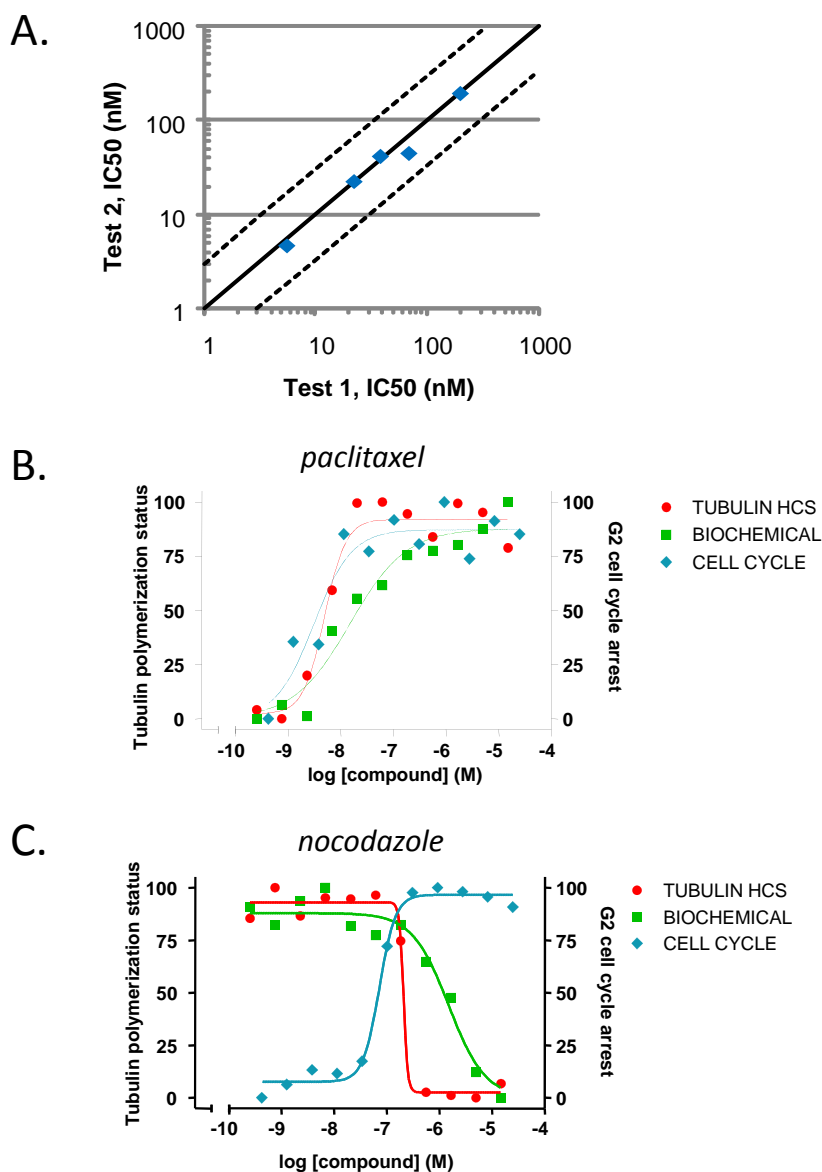 A.
1000
100
10
1
Test 2, IC50 (nM)
1 10 100 1000
Test 1, IC50 (nM)
B.
paclitaxel
100
75
50
25
0
Tubulin polymerization status
100
75
50
25
0
G2 cell cycle arrest
-10 -9 -8 -7 -6 -5 -4
log [compound] (M)
TUBULIN HCS
BIOCHEMICAL
CELL CYCLE
C.
nocodazole
100
75
50
25
0
Tubulin polymerization status
100
75
50
25
0
G2 cell cycle arrest
-10 -9 -8 -7 -6 -5 -4
log [compound] (M)
TUBULIN HCS
BIOCHEMICAL
CELL CYCLE